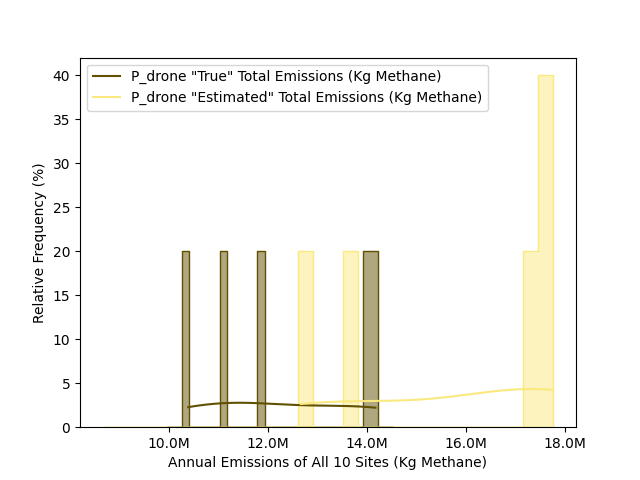 P_drone "True" Total Emissions (Kg Methane)
P_drone "Estimated" Total Emissions (Kg Methane)
40
35
30
25
20
15
10
5
0
Relative Frequency (%)
10.0M 12.0M 14.0M 16.0M 18.0M
Annual Emissions of All 10 Sites (Kg Methane)